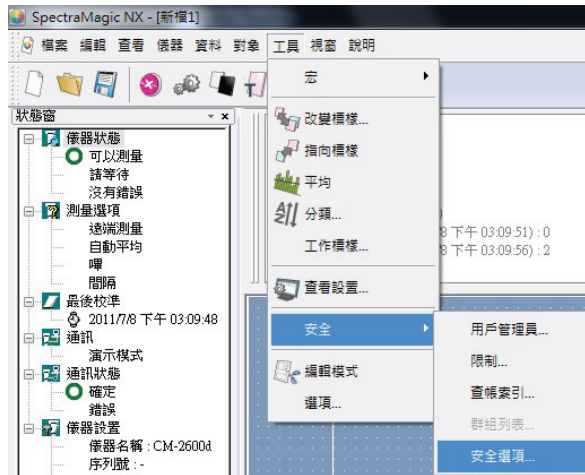 SpectraMagic NX - [新檔1]
檔案 編輯 查看 儀器 資料 對象 工具 視窗 說明
狀態窗
儀器狀態
可以測量
請等待
沒有錯誤
測量選項
遠端測量
自動平均
嗶
間隔
最後校準
2011/7/8 下午 03:09:48
通訊
演示模式
通訊狀態
確定
錯誤
儀器設置
儀器名稱 : CM-2600d
序列號 : -
宏
改變標樣...
指向標樣
平均
分類...
工作標樣...
查看設置...
安全
編輯模式
選項...
8 下午 03:09:51) : 0
8 下午 03:09:56) : 2
用戶管理員...
限制...
查帳索引...
群組列表...
安全選項...